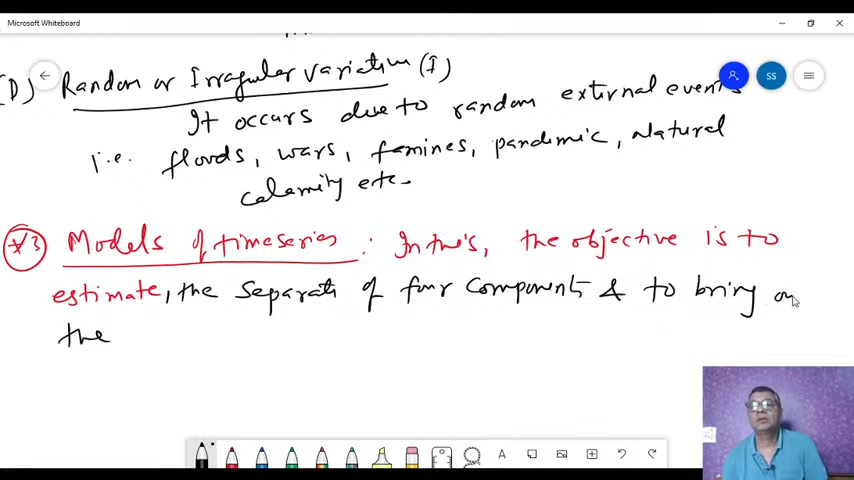 Microsoft Whiteboard
(D) Random or Irregular variation (I)
SS
It occurs due to random external events
i.e. floods, wars, famines, pandemic, Natural
calamity etc.
*3 Models of timeseries : In this, the objective is to
estimate, the separate of four components & to bring on
the
A